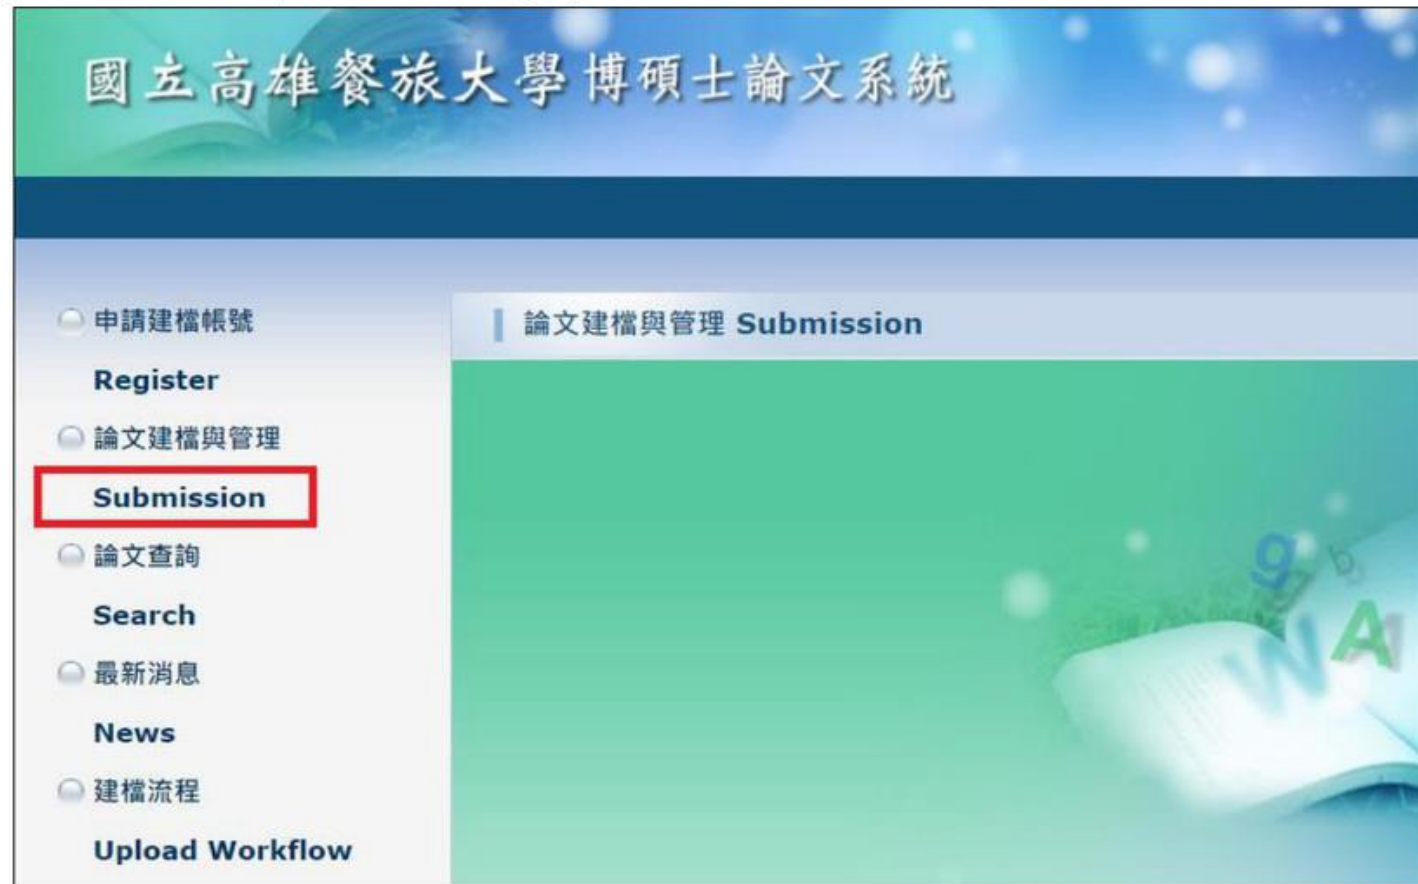 國立高雄餐旅大學博碩士論文系統
申請建檔帳號
Register
論文建檔與管理
Submission
論文查詢
Search
最新消息
News
建檔流程
Upload Workflow
論文建檔與管理 Submission
g b
W A